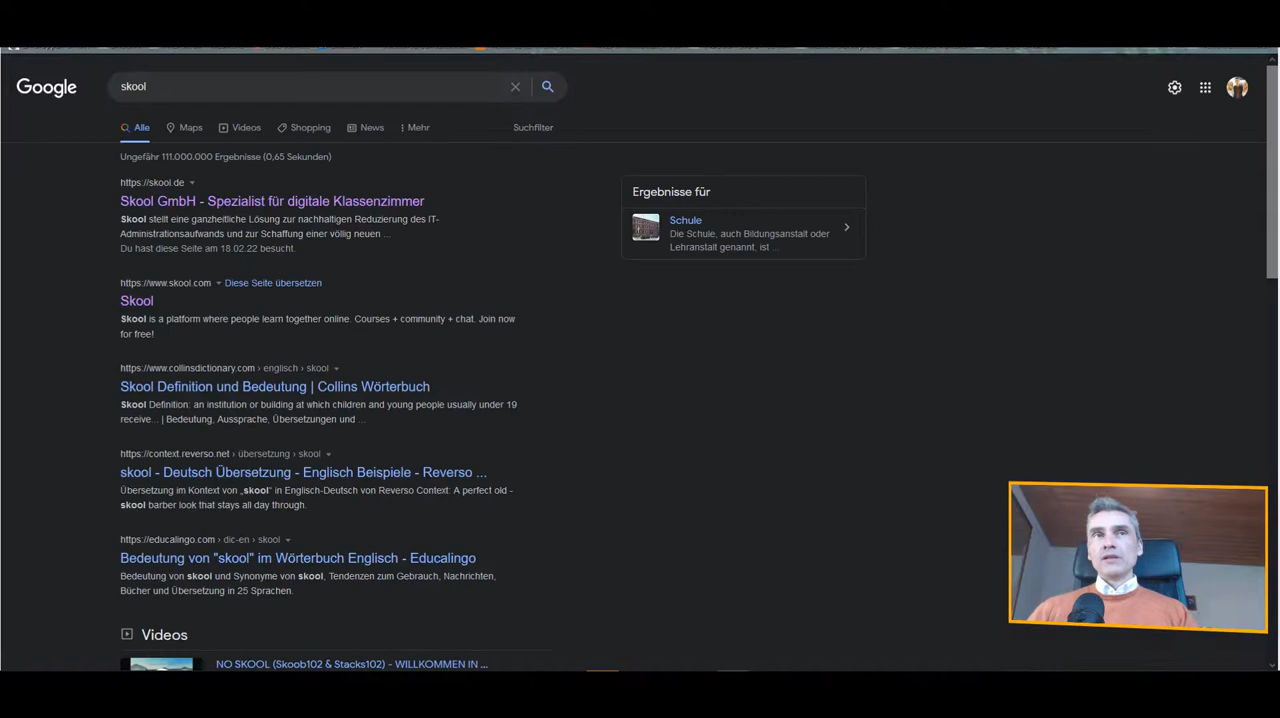 Google
skool
Alle
Maps
Videos
Shopping
News
Mehr
Suchfilter
Ungefähr 111.000.000 Ergebnisse (0,65 Sekunden)
https://skool.de
Skool GmbH - Spezialist für digitale Klassenzimmer
Skool stellt eine ganzheitliche Lösung zur nachhaltigen Reduzierung des IT-
Administrationsaufwands und zur Schaffung einer völlig neuen ...
Du hast diese Seite am 18.02.22 besucht.
https://www.skool.com Diese Seite übersetzen
Skool
Skool is a platform where people learn together online. Courses + community + chat. Join now
for free!
https://www.collinsdictionary.com › englisch › skool
Skool Definition und Bedeutung | Collins Wörterbuch
Skool Definition: an institution or building at which children and young people usually under 19
receive... | Bedeutung, Aussprache, Übersetzungen und ...
https://context.reverso.net › übersetzung › skool
skool - Deutsch Übersetzung - Englisch Beispiele - Reverso ...
Übersetzung im Kontext von „skool" in Englisch-Deutsch von Reverso Context: A perfect old -
skool barber look that stays all day through.
https://educalingo.com › dic-en › skool
Bedeutung von "skool" im Wörterbuch Englisch - Educalingo
Bedeutung von skool und Synonyme von skool, Tendenzen zum Gebrauch, Nachrichten,
Bücher und Übersetzung in 25 Sprachen.
Videos
NO SKOOL (Skoob102 & Stacks102) - WILLKOMMEN IN ...
Ergebnisse für
Schule
Die Schule, auch Bildungsanstalt oder
Lehranstalt genannt, ist ...